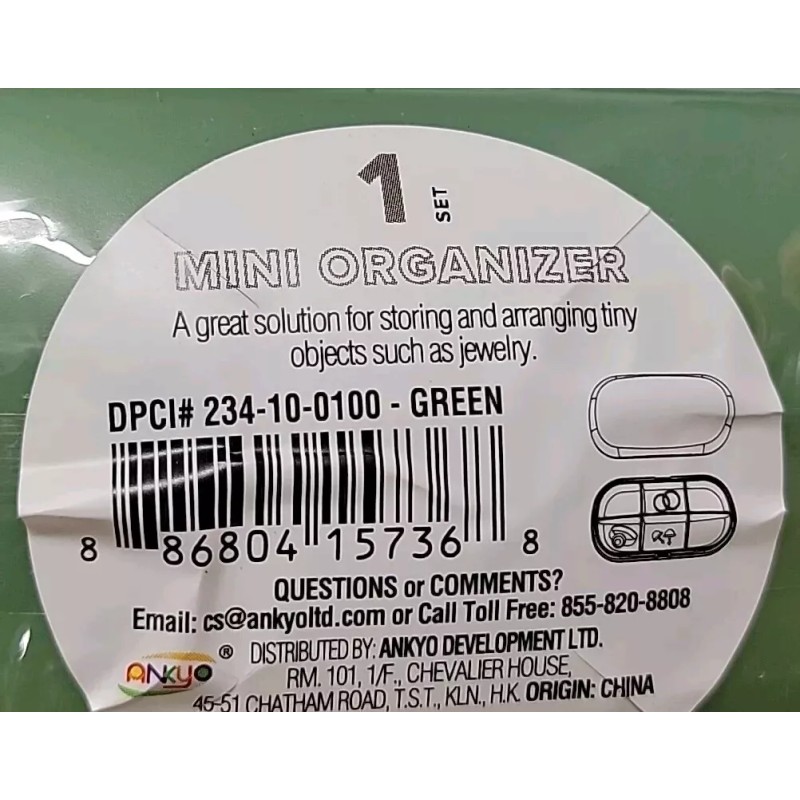 1 SET
MINI ORGANIZER
A great solution for storing and arranging tiny
objects such as jewelry.
DPCI# 234-10-0100 - GREEN
8 86804 15736 8
QUESTIONS or COMMENTS?
Email: cs@ankyoltd.com or Call Toll Free: 855-820-8808
ANKYO ® DISTRIBUTED BY: ANKYO DEVELOPMENT LTD.
RM. 101, 1/F., CHEVALIER HOUSE,
45-51 CHATHAM ROAD, T.S.T., KLN., H.K. ORIGIN: CHINA